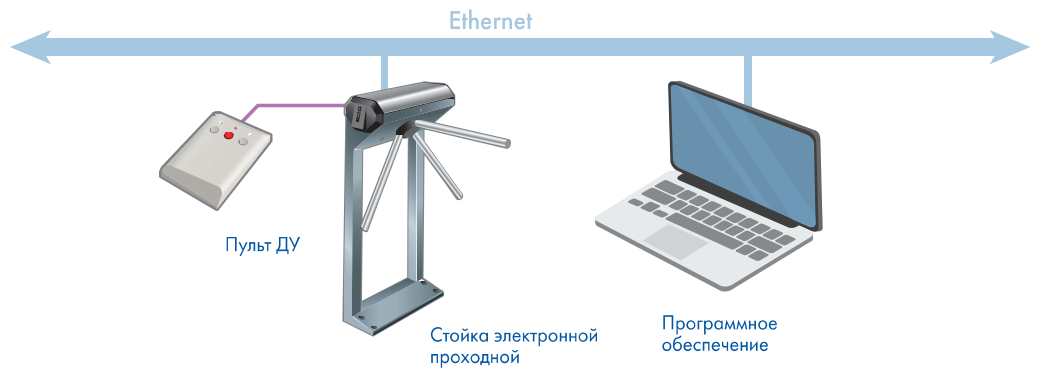 Ethernet
Пульт ДУ
Стойка электронной
проходной
Программное
обеспечение